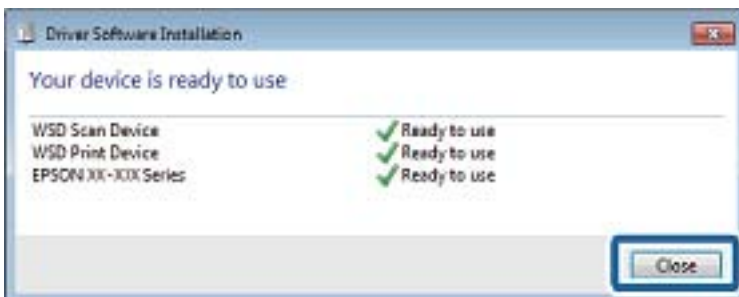 Driver Software Installation
Your device is ready to use
WSD Scan Device Ready to use
WSD Print Device Ready to use
EPSON XX-XXX Series Ready to use
Close